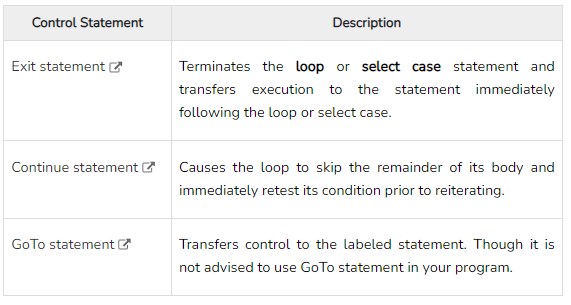 Control Statement
Description
Exit statement
Terminates the loop or select case statement and
transfers execution to the statement immediately
following the loop or select case.
Continue statement
Causes the loop to skip the remainder of its body and
immediately retest its condition prior to reiterating.
GoTo statement
Transfers control to the labeled statement. Though it is
not advised to use GoTo statement in your program.